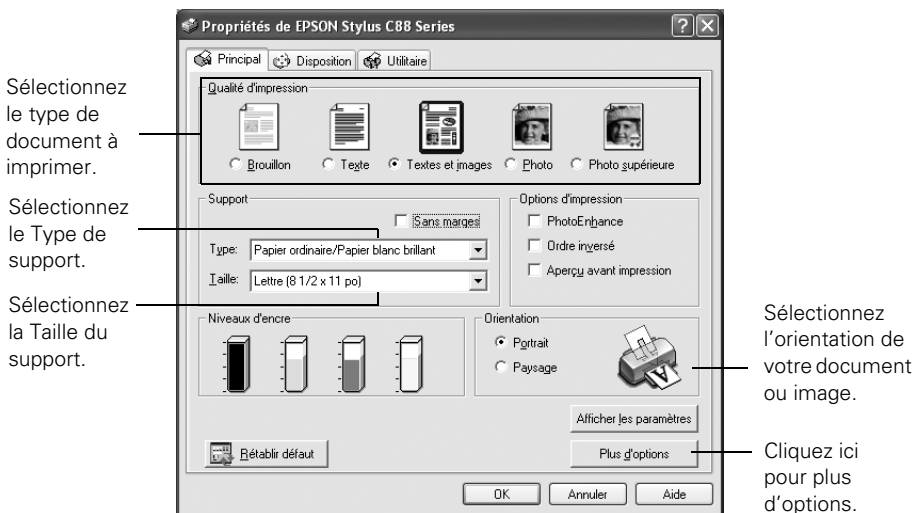 Propriétés de EPSON Stylus C88 Series
Principal
Disposition
Utilitaire
Sélectionnez
le type de
document à
imprimer.
Qualité d'impression
Brouillon
Texte
Textes et images
Photo
Photo supérieure
Sélectionnez
le Type de
support.
Support
Sans marges
Type:
Papier ordinaire/Papier blanc brillant
Taille:
Lettre (8 1/2 x 11 po)
Options d'impression
PhotoEnhance
Ordre inversé
Aperçu avant impression
Sélectionnez
la Taille du
support.
Niveaux d'encre
Orientation
Portrait
Paysage
A
Sélectionnez
l'orientation de
votre document
ou image.
Afficher les paramètres
Rétablir défaut
Plus d'options
Cliquez ici
pour plus
d'options.
OK
Annuler
Aide